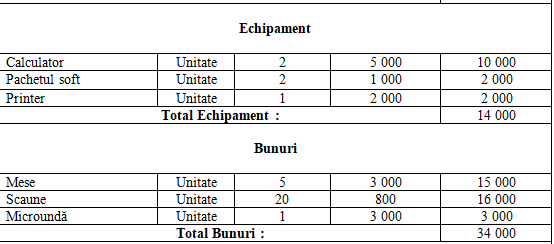 Echipament
Calculator Unitate 2 5 000 10 000
Pachetul soft Unitate 2 1 000 2 000
Printer Unitate 1 2 000 2 000
Total Echipament : 14 000
Bunuri
Mese Unitate 5 3 000 15 000
Scaune Unitate 20 800 16 000
Microundă Unitate 1 3 000 3 000
Total Bunuri : 34 000